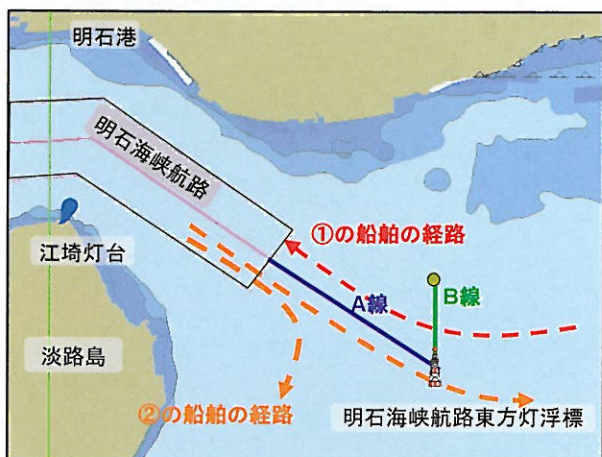 明石港
明石海峡航路
①の船舶の経路
江埼灯台
A線
B線
淡路島
②の船舶の経路
明石海峡航路東方灯浮標